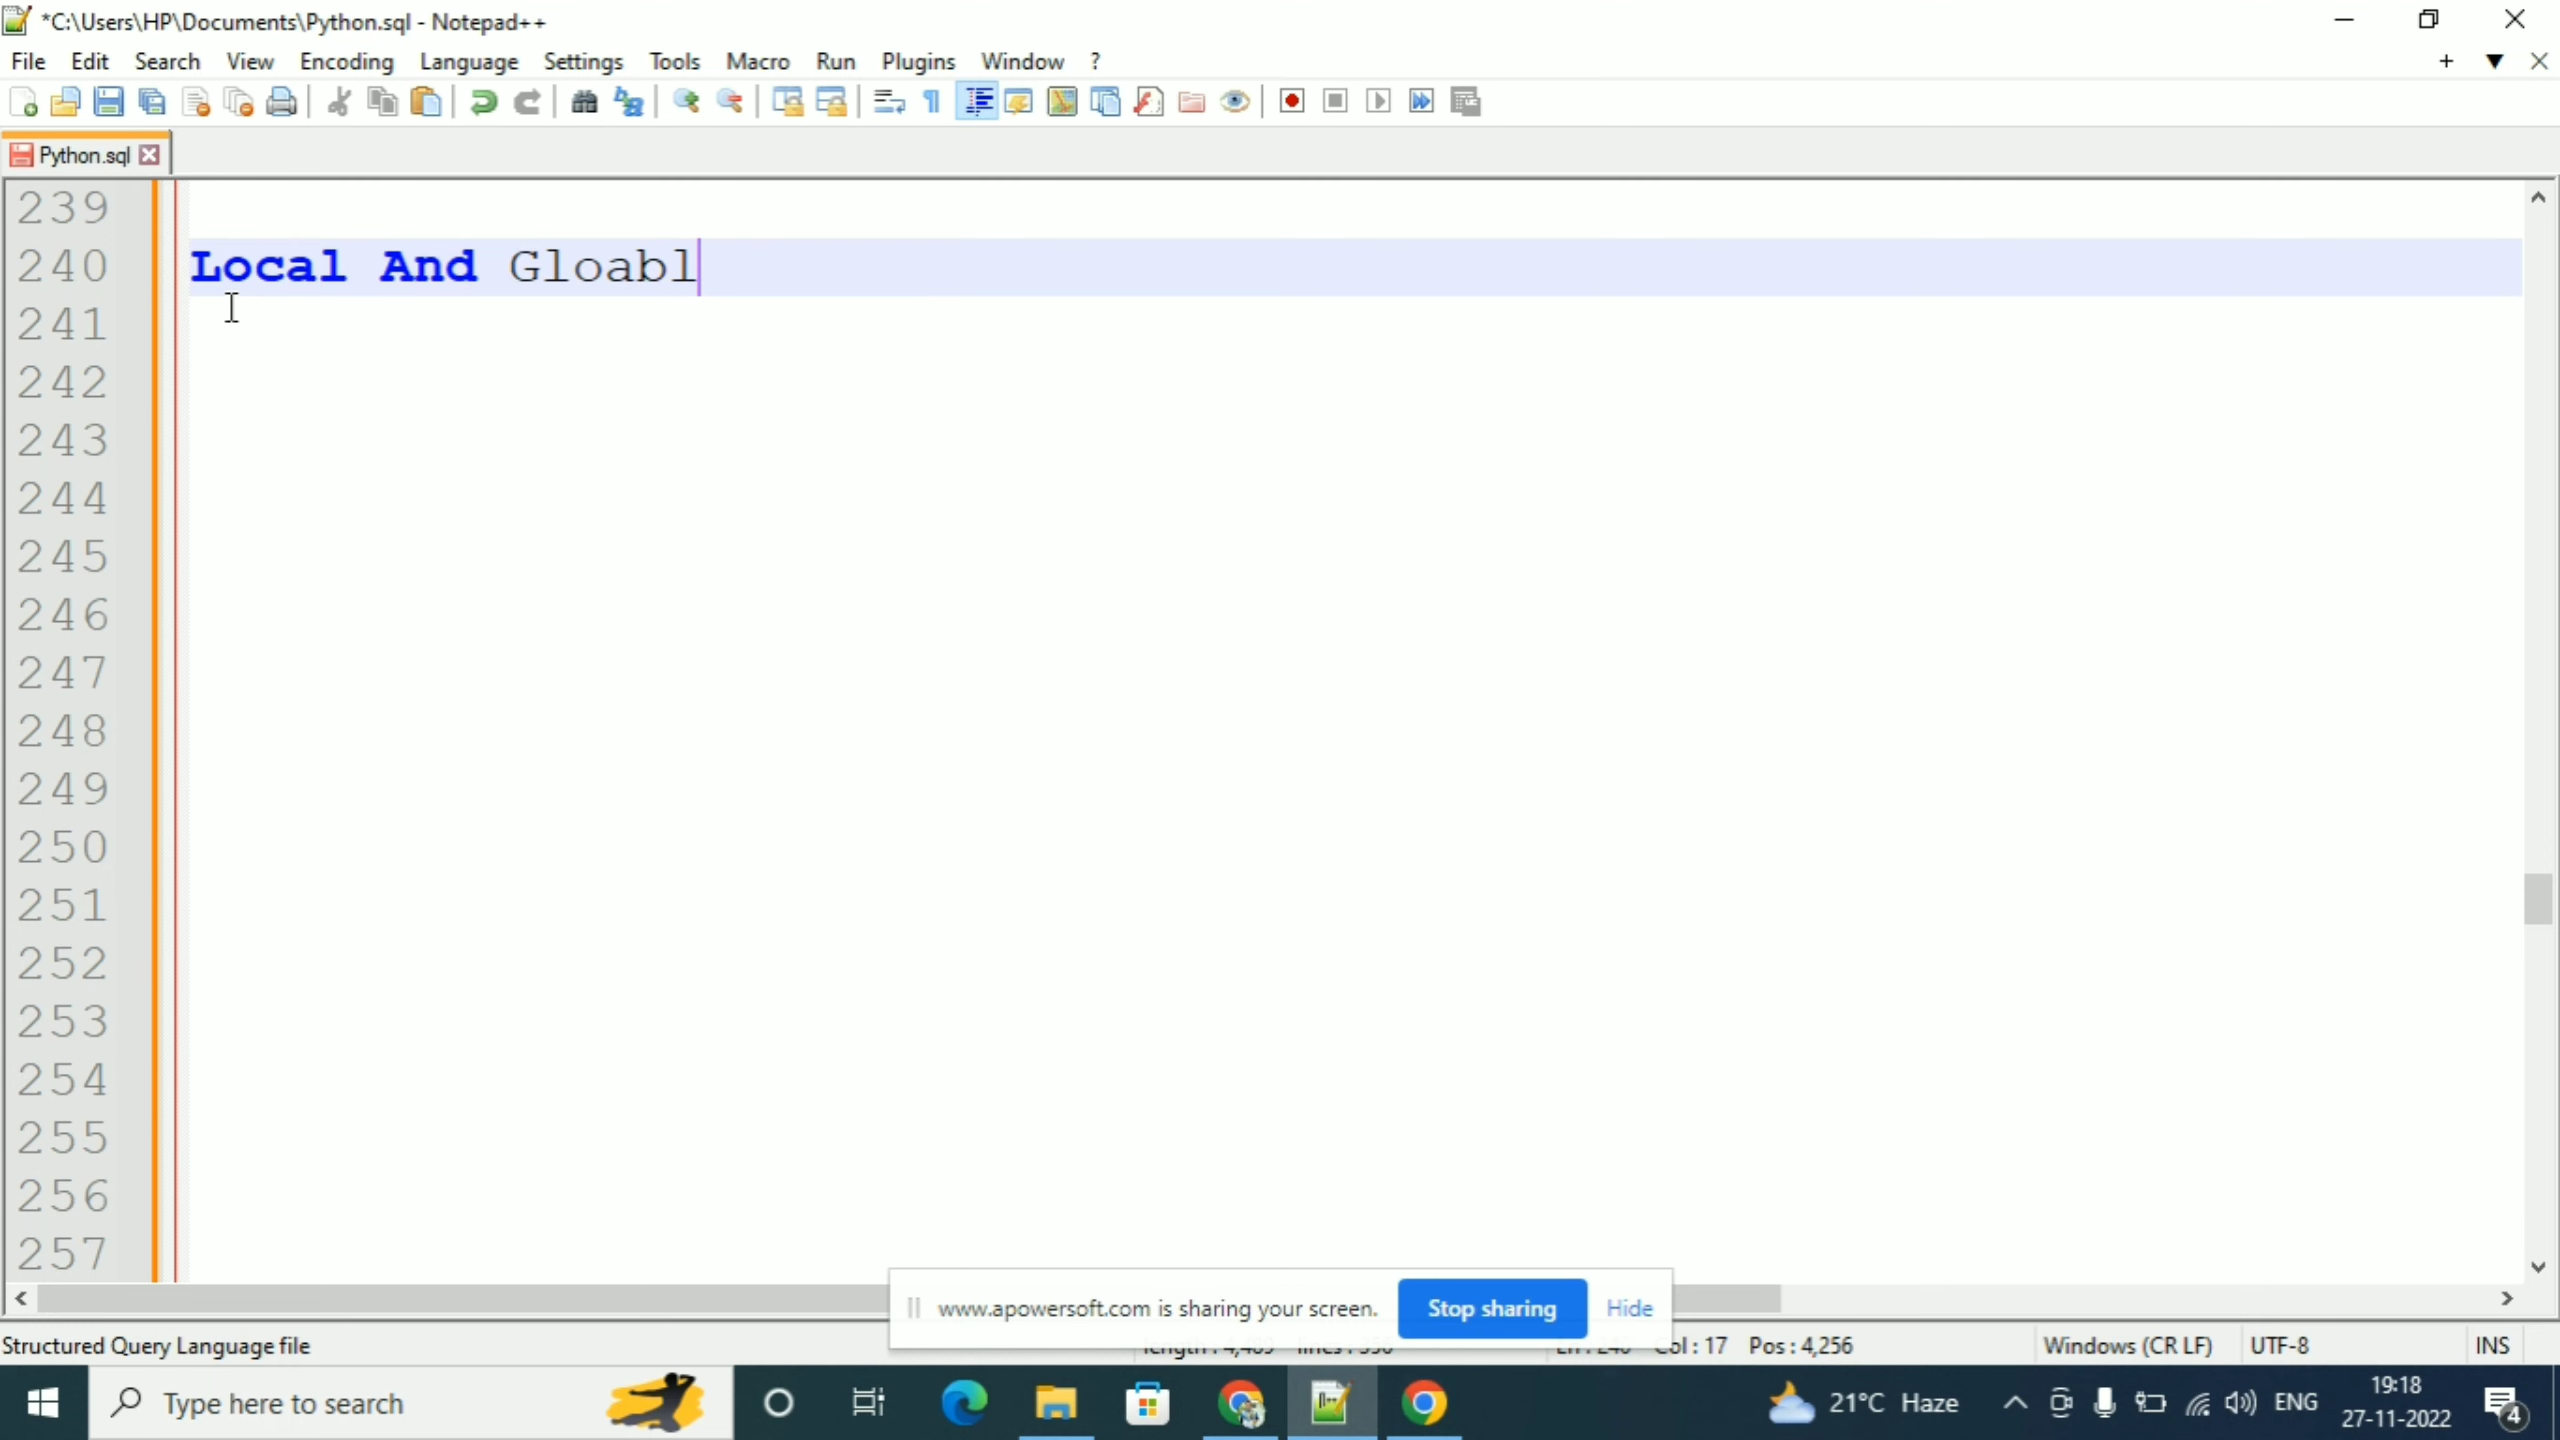 *C:\Users\HP\Documents\Python.sql - Notepad++
File Edit Search View Encoding Language Settings Tools Macro Run Plugins Window ?
Python.sql
239
240 Local And Gloabl
241
242
243
244
245
246
247
248
249
250
251
252
253
254
255
256
257
www.apowersoft.com is sharing your screen. Stop sharing Hide
Structured Query Language file Col : 17 Pos : 4,256 Windows (CR LF) UTF-8 INS
Type here to search 21°C Haze ENG 19:18
27-11-2022 4